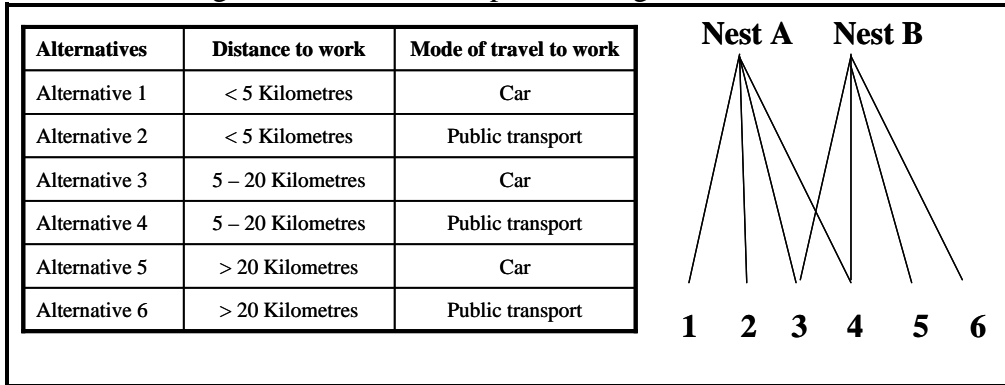 Alternatives Distance to work Mode of travel to work
Alternative 1 < 5 Kilometres Car
Alternative 2 < 5 Kilometres Public transport
Alternative 3 5 – 20 Kilometres Car
Alternative 4 5 – 20 Kilometres Public transport
Alternative 5 > 20 Kilometres Car
Alternative 6 > 20 Kilometres Public transport
Nest A Nest B
1 2 3 4 5 6